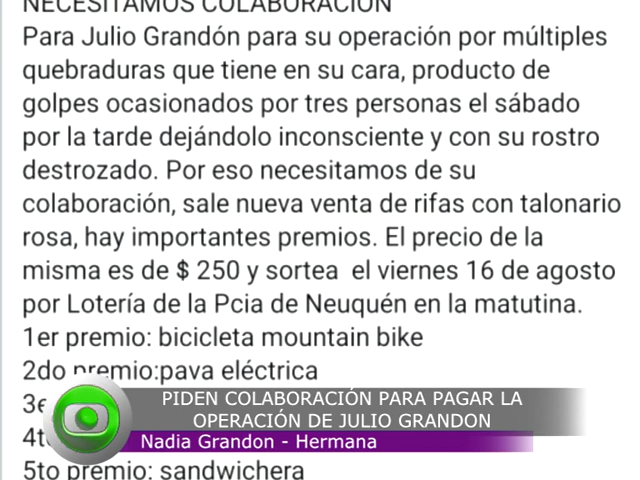 NECESITAMOS COLABORACIÓN
Para Julio Grandón para su operación por múltiples
quebraduras que tiene en su cara, producto de
golpes ocasionados por tres personas el sábado
por la tarde dejándolo inconsciente y con su rostro
destrozado. Por eso necesitamos de su
colaboración, sale nueva venta de rifas con talonario
rosa, hay importantes premios. El precio de la
misma es de $ 250 y sortea el viernes 16 de agosto
por Lotería de la Pcia de Neuquén en la matutina.
1er premio: bicicleta mountain bike
2do premio:pava eléctrica
PIDEN COLABORACIÓN PARA PAGAR LA
OPERACIÓN DE JULIO GRANDON
Nadia Grandon - Hermana
5to premio: sandwichera